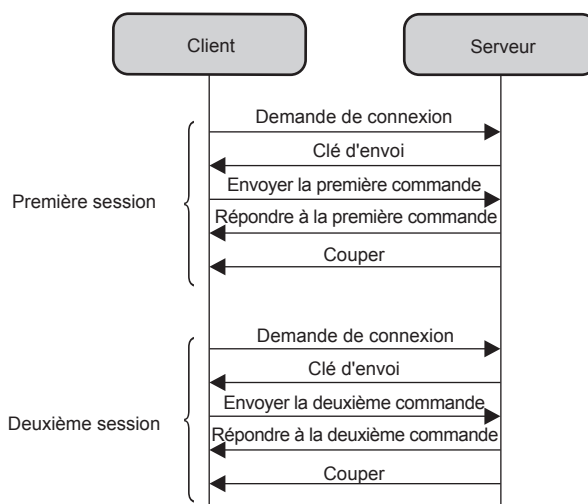 Client
Serveur
Demande de connexion
Clé d'envoi
Envoyer la première commande
Première session
Répondre à la première commande
Couper
Demande de connexion
Clé d'envoi
Envoyer la deuxième commande
Deuxième session
Répondre à la deuxième commande
Couper